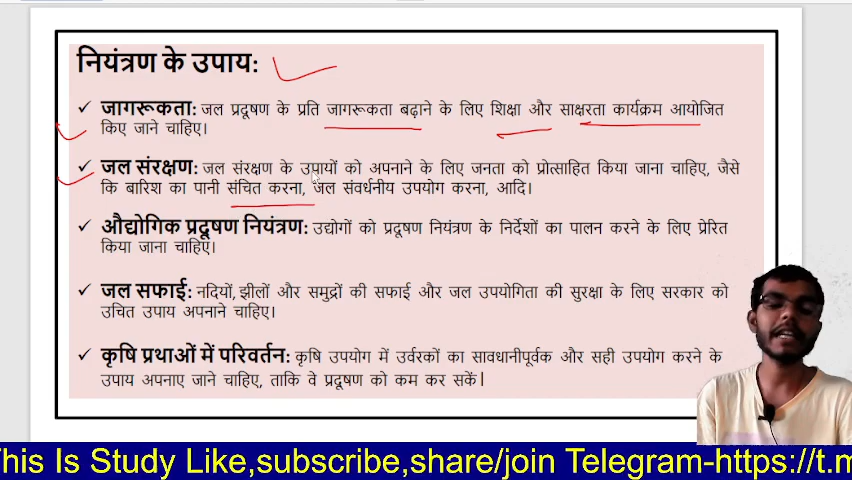 नियंत्रण के उपाय:
✓ जागरूकता: जल प्रदूषण के प्रति जागरूकता बढ़ाने के लिए शिक्षा और साक्षरता कार्यक्रम आयोजित
किए जाने चाहिए।
✓ जल संरक्षण: जल संरक्षण के उपायों को अपनाने के लिए जनता को प्रोत्साहित किया जाना चाहिए, जैसे
कि बारिश का पानी संचित करना, जल संवर्धनीय उपयोग करना, आदि।
✓ औद्योगिक प्रदूषण नियंत्रण: उद्योगों को प्रदूषण नियंत्रण के निर्देशों का पालन करने के लिए प्रेरित
किया जाना चाहिए।
✓ जल सफाई: नदियों, झीलों और समुद्रों की सफाई और जल उपयोगिता की सुरक्षा के लिए सरकार को
उचित उपाय अपनाने चाहिए।
✓ कृषि प्रथाओं में परिवर्तन: कृषि उपयोग में उर्वरकों का सावधानीपूर्वक और सही उपयोग करने के
उपाय अपनाए जाने चाहिए, ताकि वे प्रदूषण को कम कर सकें।
This Is Study Like,subscribe,share/join Telegram-https://t.m